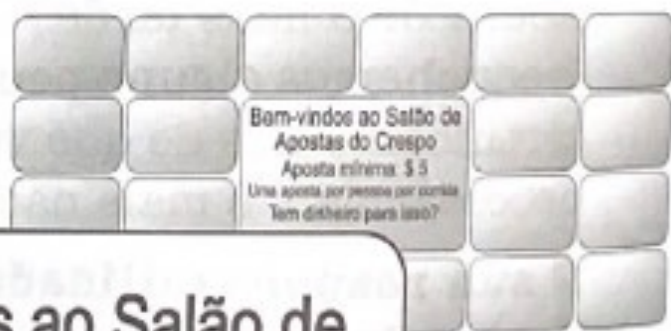 Bem-vindos ao Salão de
Apostas do Crespo
Aposta mínima: $ 5
Uma aposta por pessoa por corrida
Tem dinheiro para isso?
s ao Salão de